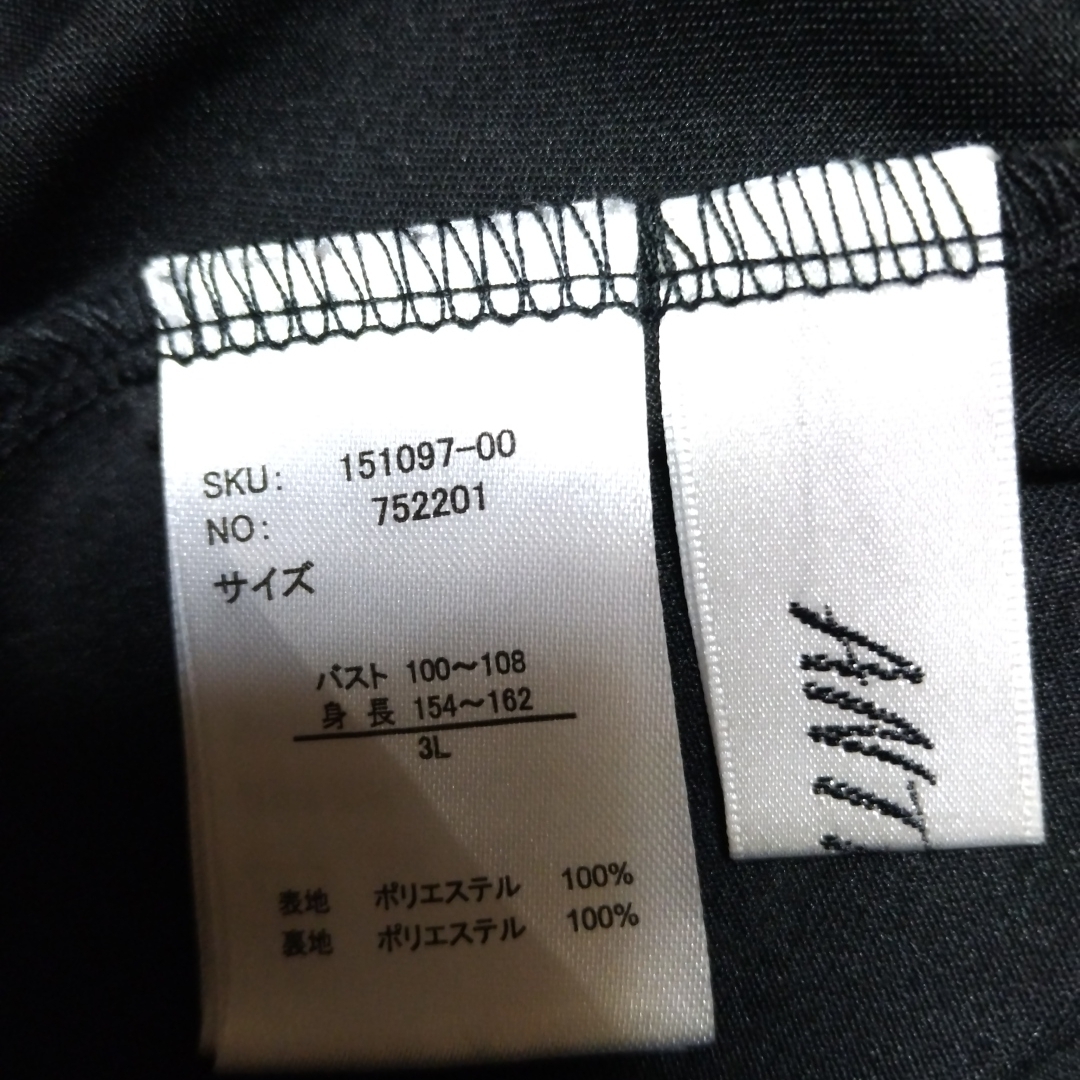 SKU: 151097-00
NO: 752201
サイズ
バスト 100～108
身 長 154～162
3L
表地 ポリエステル 100%
裏地 ポリエステル 100%